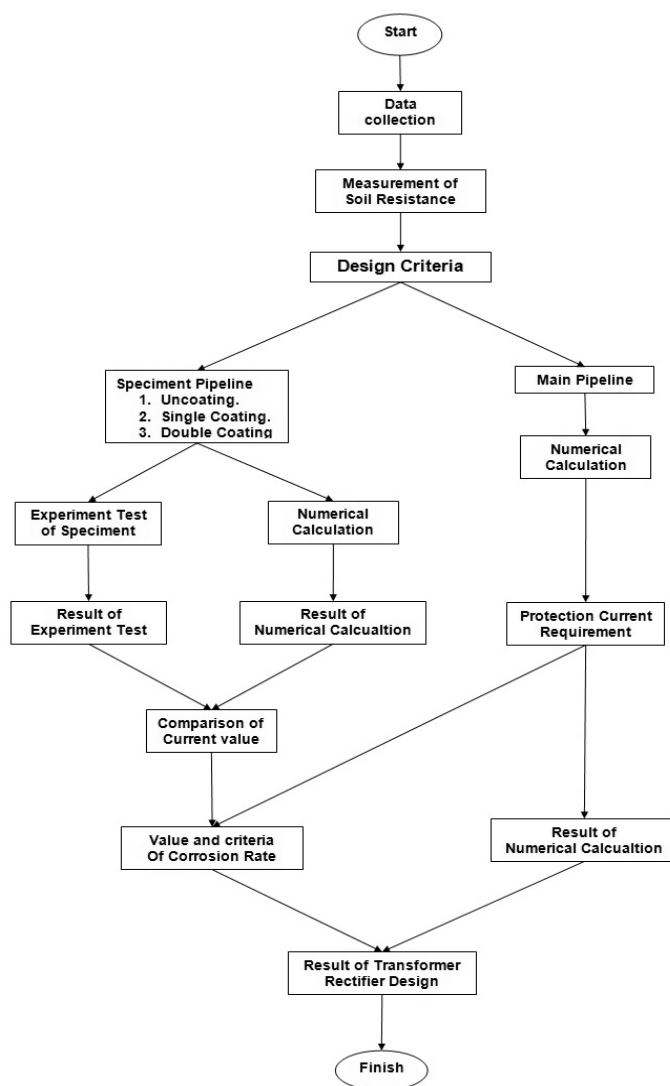 Start
Data
collection
Measurement of
Soil Resistance
Design Criteria
Speciment Pipeline
1. Uncoating.
2. Single Coating.
3. Double Coating
Main Pipeline
Numerical
Calculation
Experiment Test
of Speciment
Numerical
Calculation
Result of
Experiment Test
Result of
Numerical Calcualtion
Protection Current
Requirement
Comparison of
Current value
Value and criteria
Of Corrosion Rate
Result of
Numerical Calcualtion
Result of Transformer
Rectifier Design
Finish